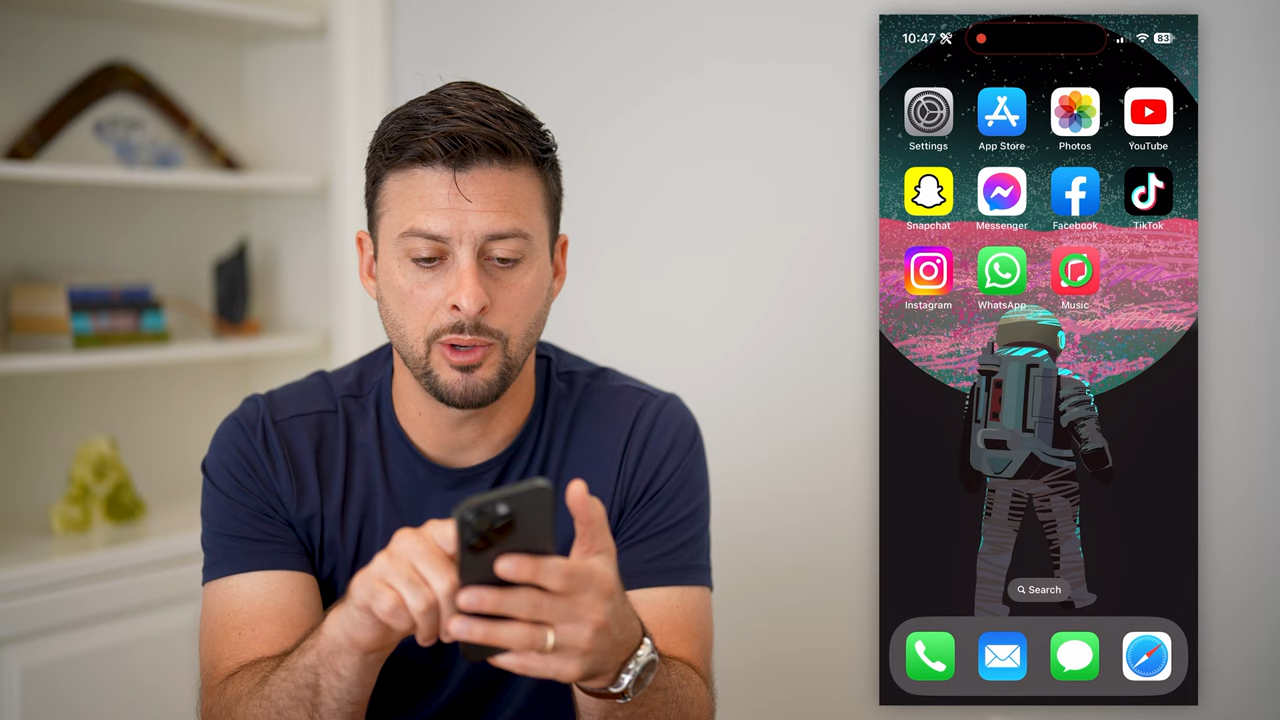 10:47
83
Settings App Store Photos YouTube
Snapchat Messenger Facebook TikTok
Instagram WhatsApp Music
Search